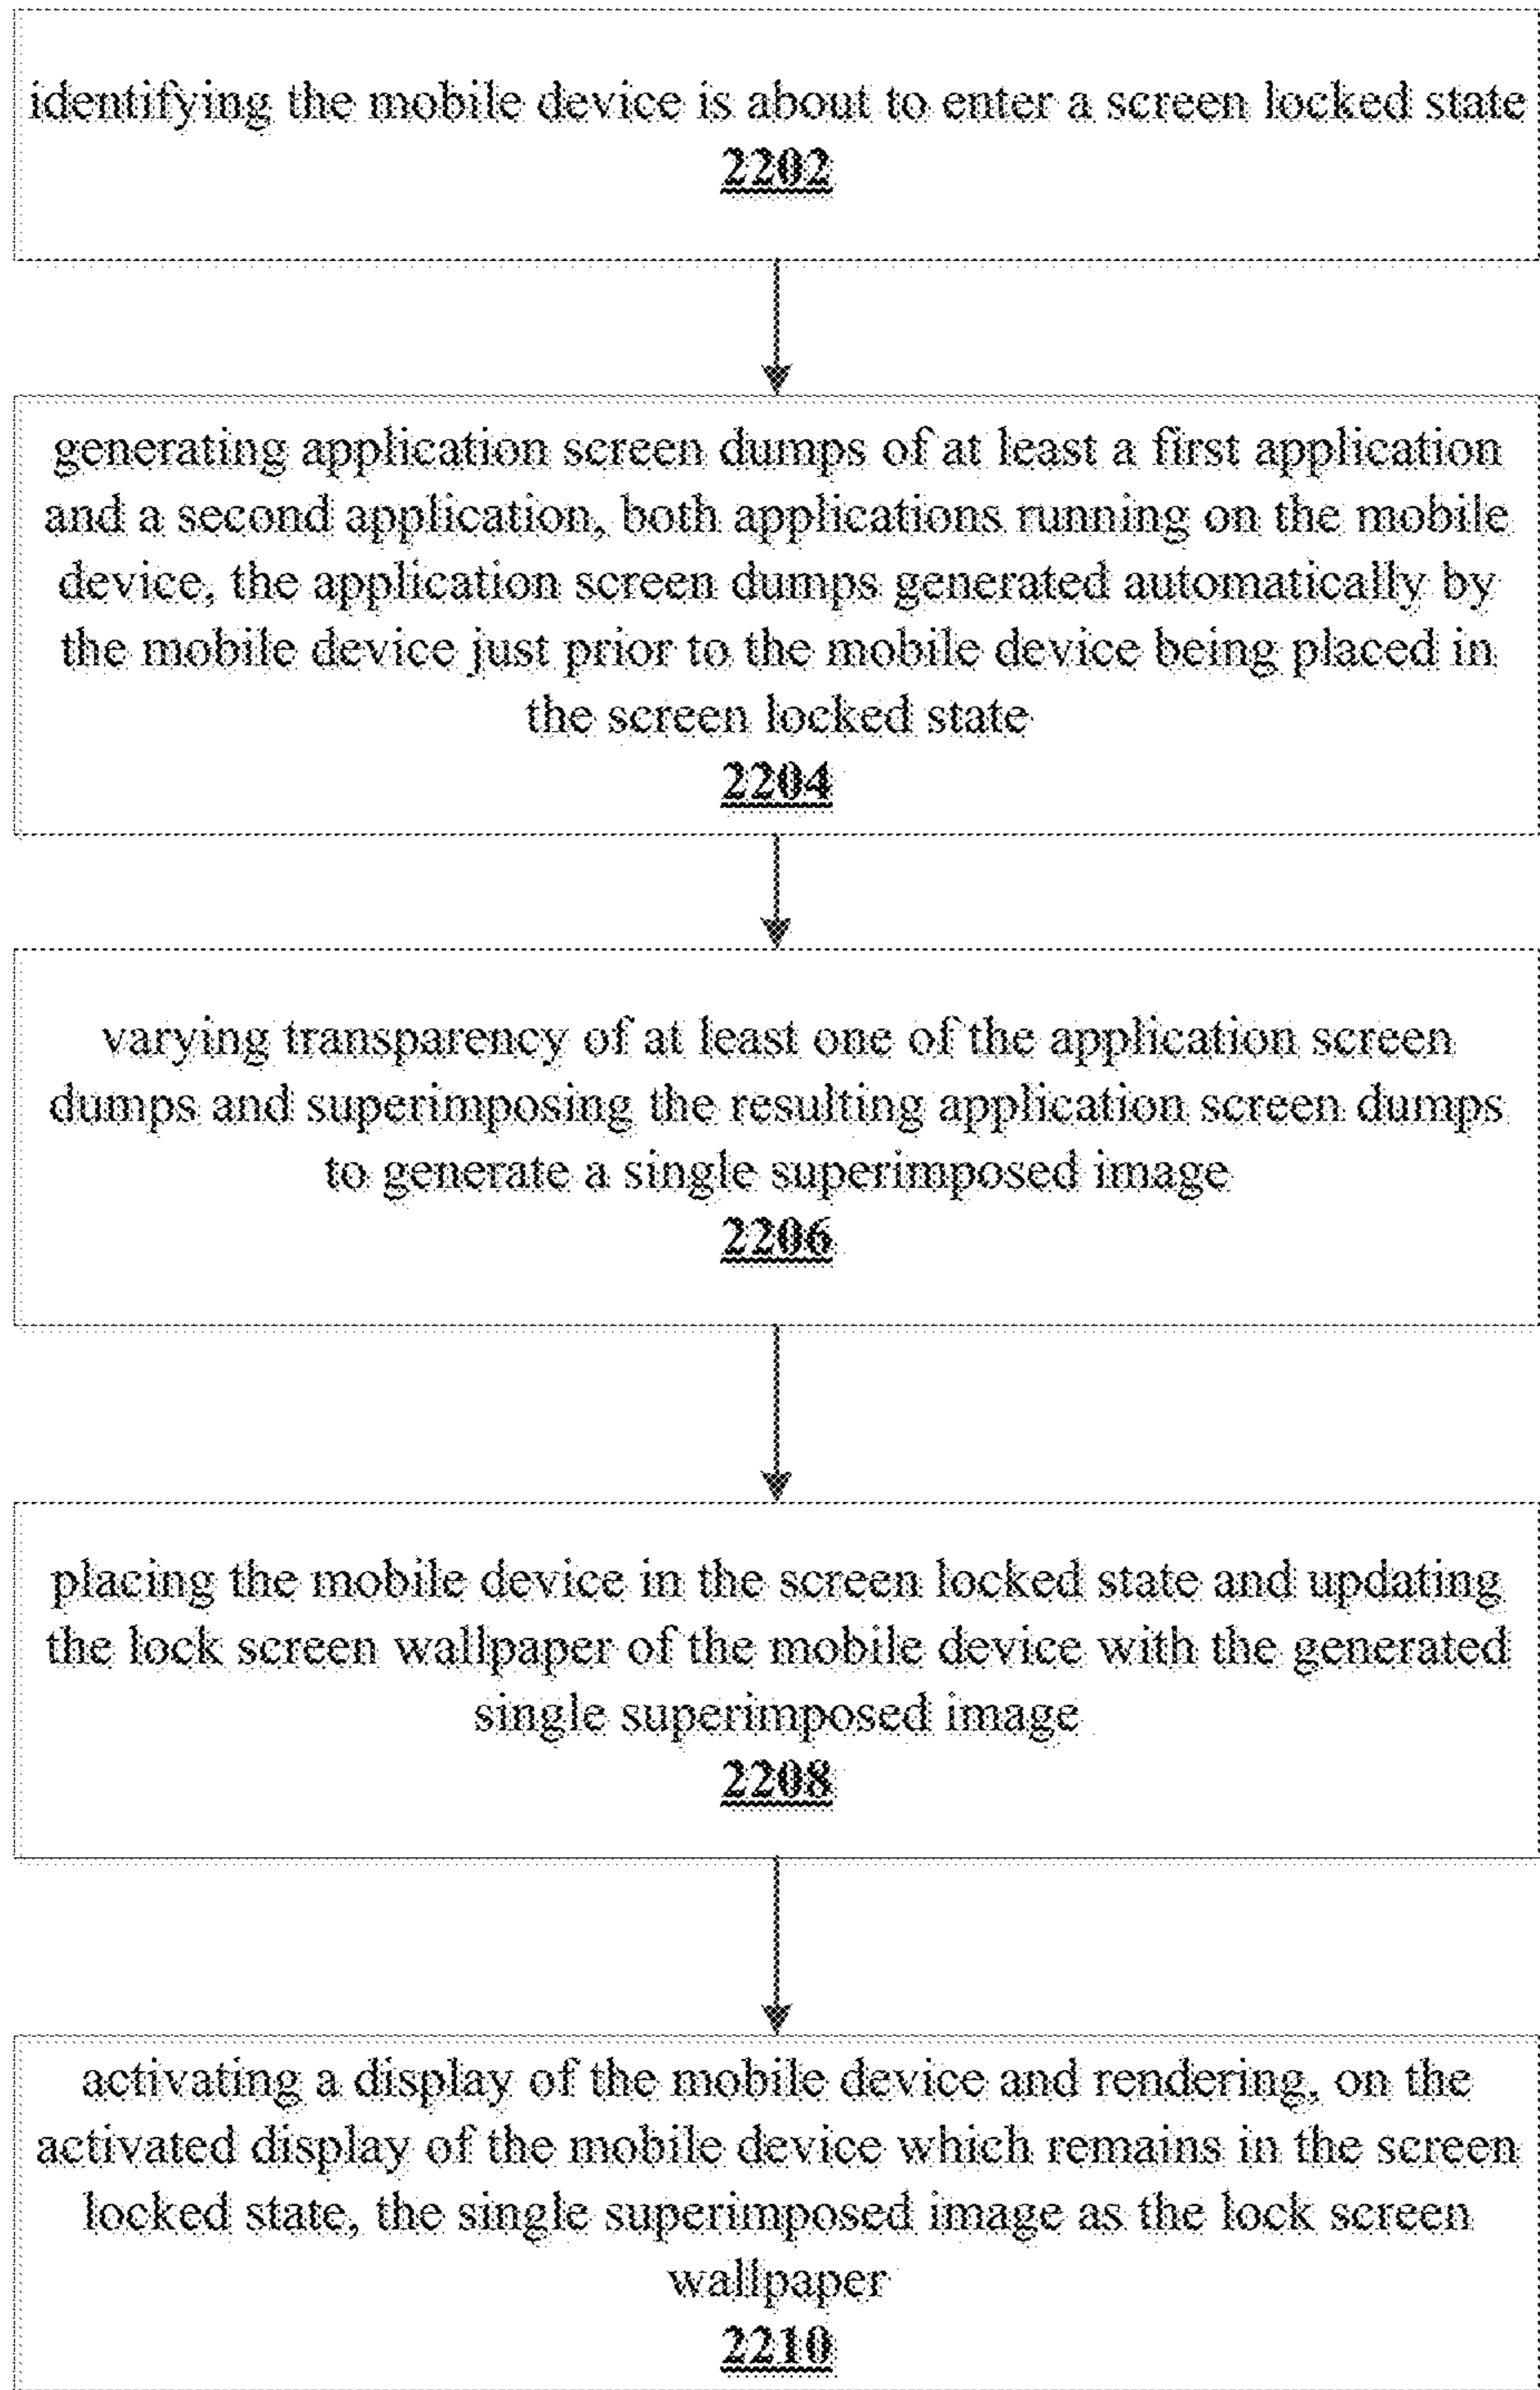 identifying the mobile device is about to enter a screen locked state
2202
generating application screen dumps of at least a first application
and a second application, both applications running on the mobile
device, the application screen dumps generated automatically by
the mobile device just prior to the mobile device being placed in
the screen locked state
2204
varying transparency of at least one of the application screen
dumps and superimposing the resulting application screen dumps
to generate a single superimposed image
2206
placing the mobile device in the screen locked state and updating
the lock screen wallpaper of the mobile device with the generated
single superimposed image
2208
activating a display of the mobile device and rendering, on the
activated display of the mobile device which remains in the screen
locked state, the single superimposed image as the lock screen
wallpaper
2210